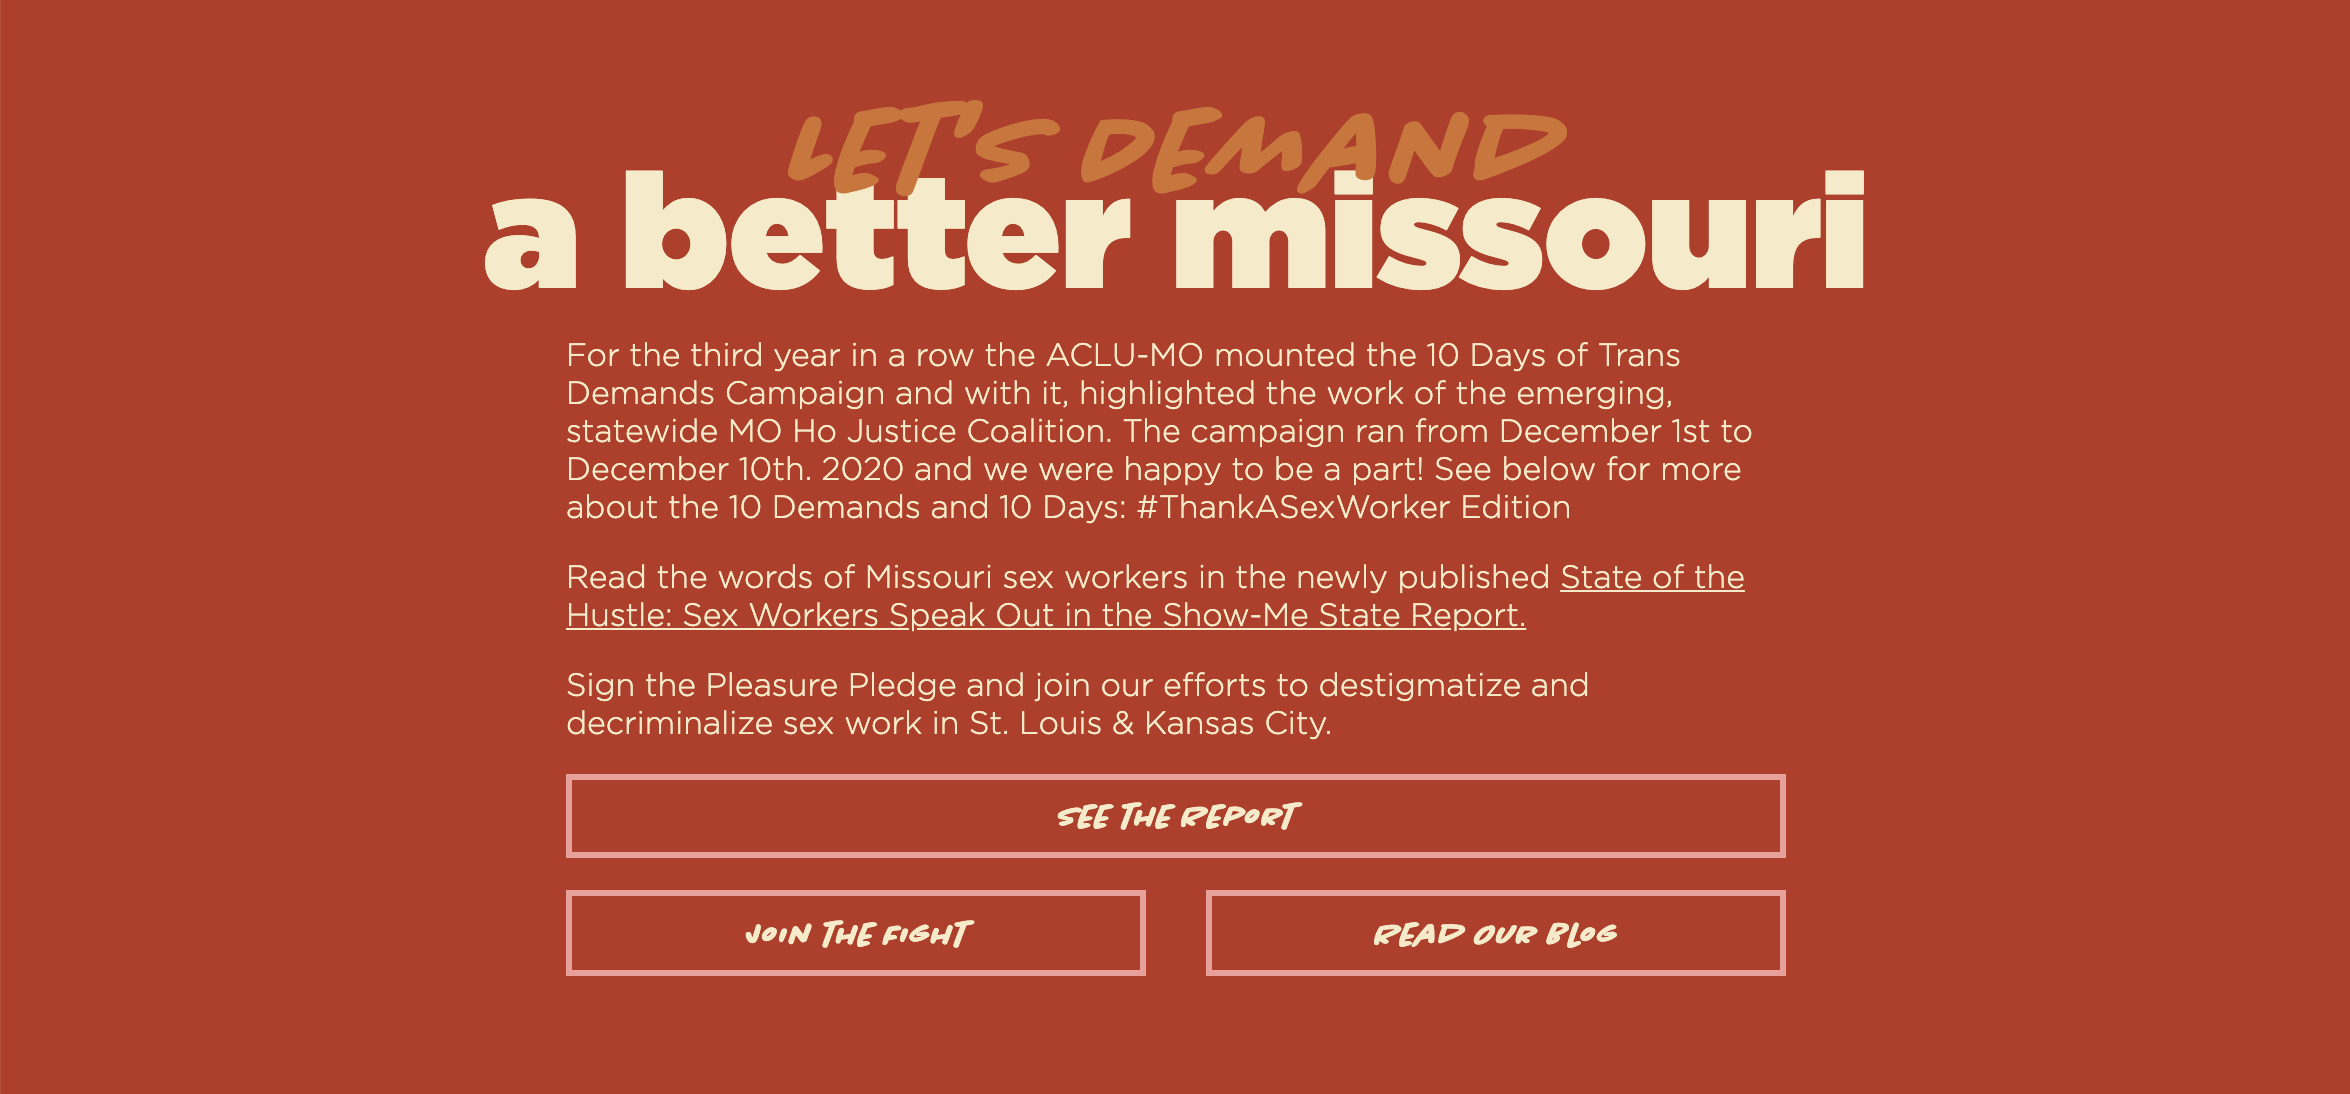 LET'S DEMAND
a better missouri
For the third year in a row the ACLU-MO mounted the 10 Days of Trans
Demands Campaign and with it, highlighted the work of the emerging,
statewide MO Ho Justice Coalition. The campaign ran from December 1st to
December 10th. 2020 and we were happy to be a part! See below for more
about the 10 Demands and 10 Days: #ThankASexWorker Edition
Read the words of Missouri sex workers in the newly published State of the
Hustle: Sex Workers Speak Out in the Show-Me State Report.
Sign the Pleasure Pledge and join our efforts to destigmatize and
decriminalize sex work in St. Louis & Kansas City.
SEE THE REPORT
JOIN THE FIGHT
READ OUR BLOG